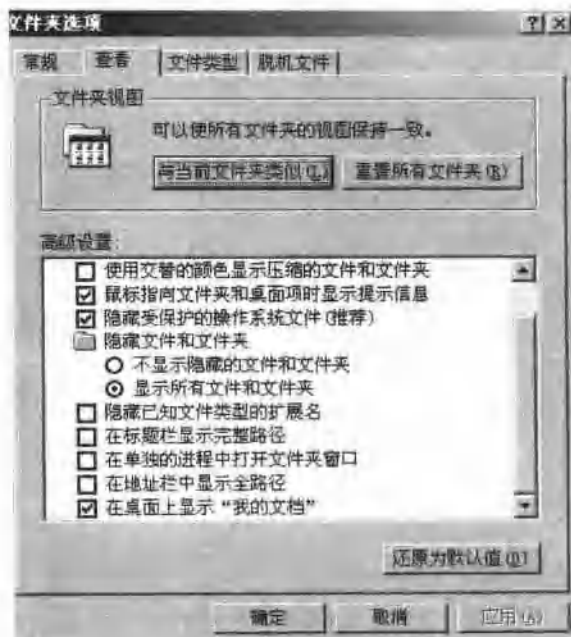 文件夹选项
常规 查看 文件类型 脱机文件
文件夹视图
可以使所有文件夹的视图保持一致。
与当前文件夹类似(L) 重置所有文件夹(R)
高级设置:
使用交替的颜色显示压缩的文件和文件夹
鼠标指向文件夹和桌面项时显示提示信息
隐藏受保护的操作系统文件(推荐)
隐藏文件和文件夹
不显示隐藏的文件和文件夹
显示所有文件和文件夹
隐藏已知文件类型的扩展名
在标题栏显示完整路径
在单独的进程中打开文件夹窗口
在地址栏中显示全路径
在桌面上显示“我的文档”
还原为默认值(D)
确定 取消 应用(A)